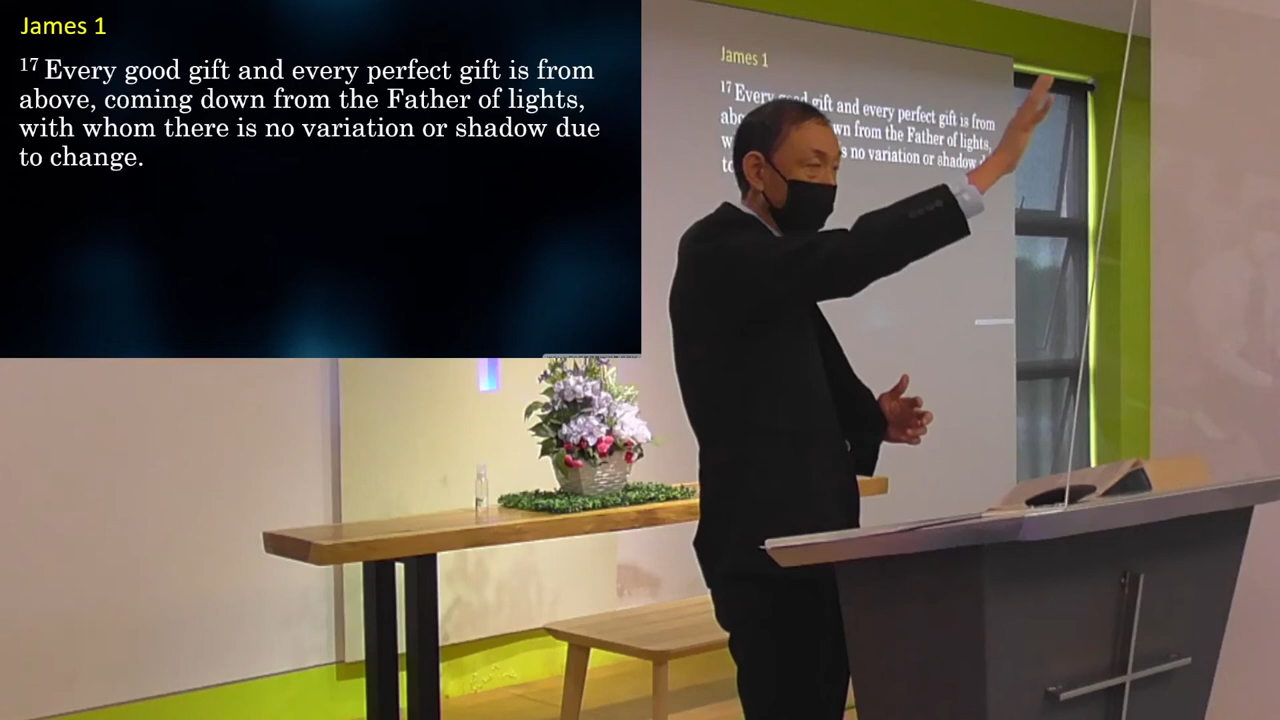 James 1
17 Every good gift and every perfect gift is from
above, coming down from the Father of lights,
with whom there is no variation or shadow due
to change.
James 1
17 Every good gift and every perfect gift is from
wn from the Father of lights,
s no variation or shadow